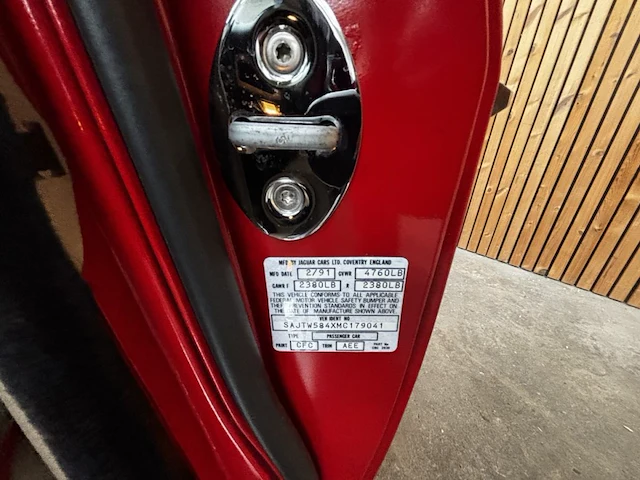 MFD BY JAGUAR CARS LTD. COVENTRY ENGLAND
MFD DATE 2/91 GVWR 4760LB
GAWR F 2380LB R 2380LB
THIS VEHICLE CONFORMS TO ALL APPLICABLE
FEDERAL MOTOR VEHICLE SAFETY BUMPER AND
THEFT PREVENTION STANDARDS IN EFFECT ON
THE DATE OF MANUFACTURE SHOWN ABOVE.
VEH IDENT NO
SAJTW584XMC179041
TYPE PASSENGER CAR
PAINT CFC TRIM AEE PART No